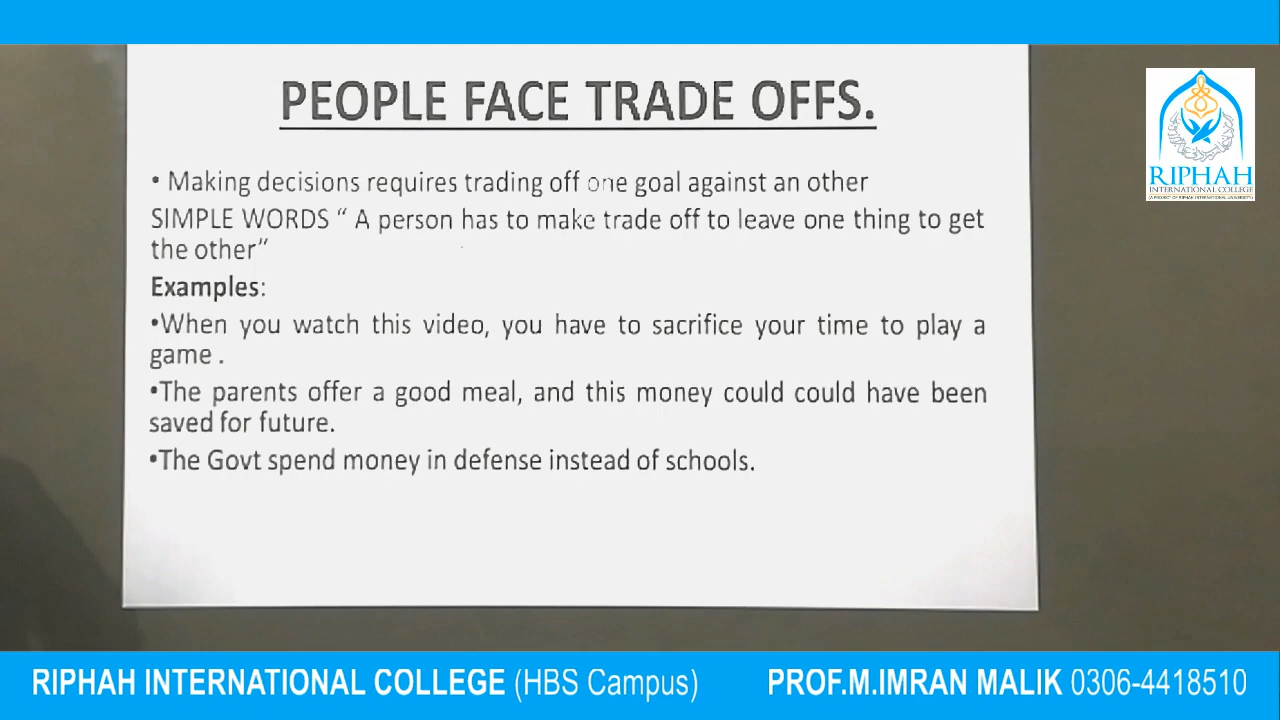 PEOPLE FACE TRADE OFFS.
• Making decisions requires trading off one goal against an other
SIMPLE WORDS “ A person has to make trade off to leave one thing to get
the other”
Examples:
•When you watch this video, you have to sacrifice your time to play a
game .
•The parents offer a good meal, and this money could could have been
saved for future.
•The Govt spend money in defense instead of schools.
RIPHAH
INTERNATIONAL COLLEGE
(A PROJECT OF RIPHAH INTERNATIONAL UNIVERSITY)
RIPHAH INTERNATIONAL COLLEGE (HBS Campus) PROF.M.IMRAN MALIK 0306-4418510